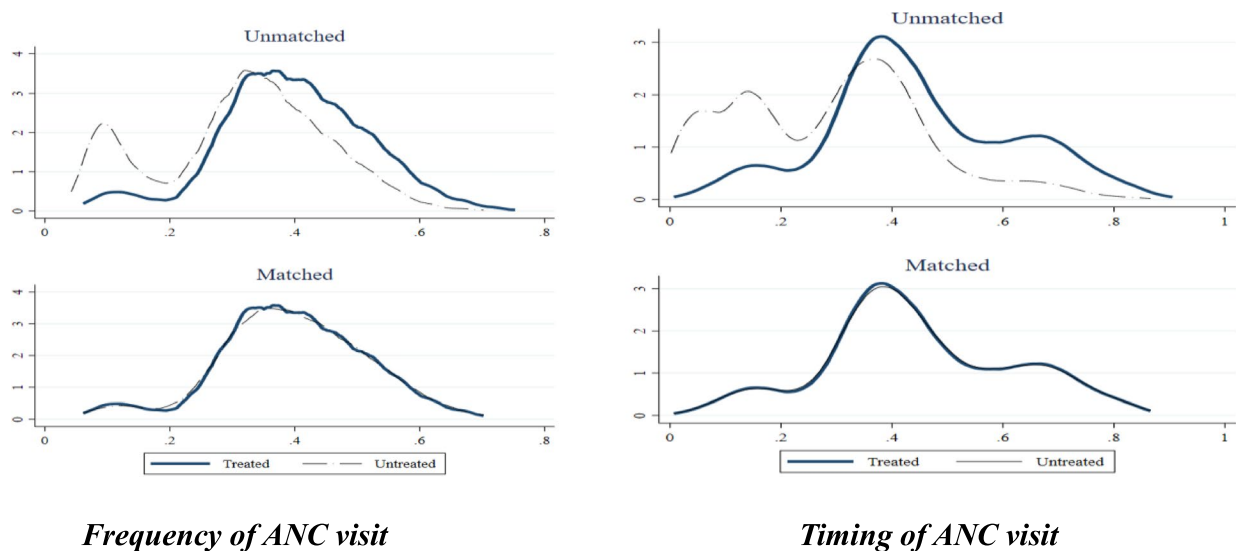 Unmatched
4
3
2
1
0
0 .2 .4 .6 .8
Matched
4
3
2
1
0
0 .2 .4 .6 .8
Treated Untreated
Frequency of ANC visit
Unmatched
3
2
1
0
0 .2 .4 .6 .8 1
Matched
3
2
1
0
0 .2 .4 .6 .8 1
Treated Untreated
Timing of ANC visit